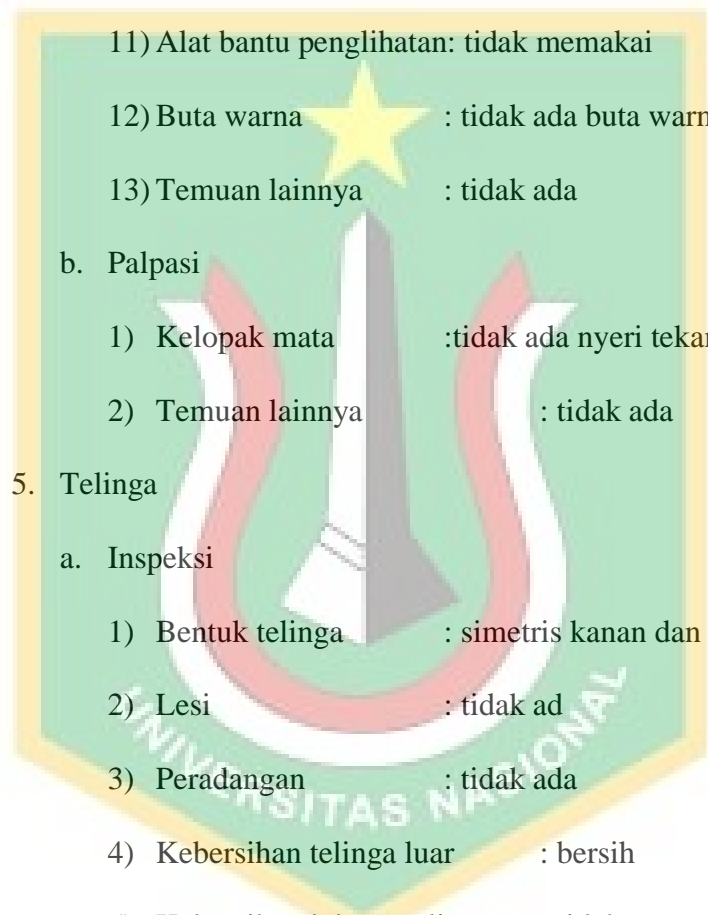 11) Alat bantu penglihatan: tidak memakai
12) Buta warna : tidak ada buta
13) Temuan lainnya : tidak ada
b. Palpasi
1) Kelopak mata :tidak ada nyeri
2) Temuan lainnya : tidak ada
5. Telinga
a. Inspeksi
1) Bentuk telinga : simetris kanan dan
2) Lesi : tidak ad
3) Peradangan : tidak ada
4) Kebersihan telinga luar : bersih
UNIVERSITAS NASIONAL